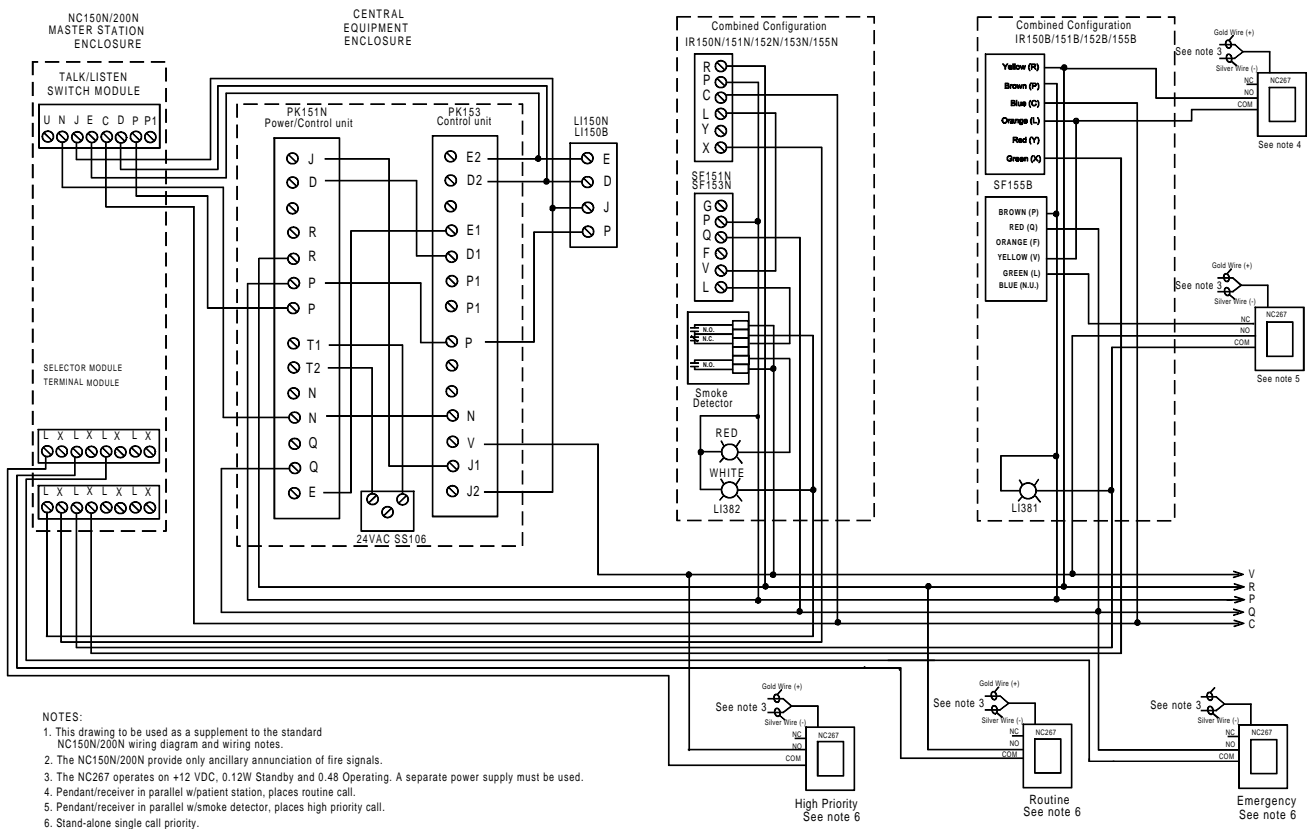 NC150N/200N
MASTER STATION
ENCLOSURE
CENTRAL
EQUIPMENT
ENCLOSURE
TALK/LISTEN
SWITCH MODULE
U N J E C D P P1
SELECTOR MODULE
TERMINAL MODULE
L X L X L X L X
L X L X L X L X
PK151N
Power/Control unit
J
D
R
R
P
P
T1
T2
N
N
Q
Q
E
PK153
Control unit
E2
D2
E1
D1
P1
P1
P
N
V
J1
J2
24VAC SS106
LI150N
LI150B
E
D
J
P
Combined Configuration
IR150N/151N/152N/153N/155N
R
P
C
L
Y
X
SF151N
SF153N
G
P
Q
F
V
L
N.O.
N.C.
N.O.
Smoke
Detector
RED
WHITE
LI382
Combined Configuration
IR150B/151B/152B/155B
Yellow (R)
Brown (P)
Blue (C)
Orange (L)
Red (Y)
Green (X)
SF155B
BROWN (P)
RED (Q)
ORANGE (F)
YELLOW (V)
GREEN (L)
BLUE (N.U.)
LI381
Gold Wire (+)
See note 3
Silver Wire (-)
NC
NO
COM
NC267
See note 4
Gold Wire (+)
See note 3
Silver Wire (-)
NC
NO
COM
NC267
See note 5
V
R
P
Q
C
Gold Wire (+)
See note 3
Silver Wire (-)
NC
NO
COM
NC267
High Priority
See note 6
Gold Wire (+)
See note 3
Silver Wire (-)
NC
NO
COM
NC267
Routine
See note 6
Gold Wire (+)
See note 3
Silver Wire (-)
NC
NO
COM
NC267
Emergency
See note 6
NOTES:
1. This drawing to be used as a supplement to the standard
NC150N/200N wiring diagram and wiring notes.
2. The NC150N/200N provide only ancillary annunciation of fire signals.
3. The NC267 operates on +12 VDC, 0.12W Standby and 0.48 Operating. A separate power supply must be used.
4. Pendant/receiver in parallel w/patient station, places routine call.
5. Pendant/receiver in parallel w/smoke detector, places high priority call.
6. Stand-alone single call priority.